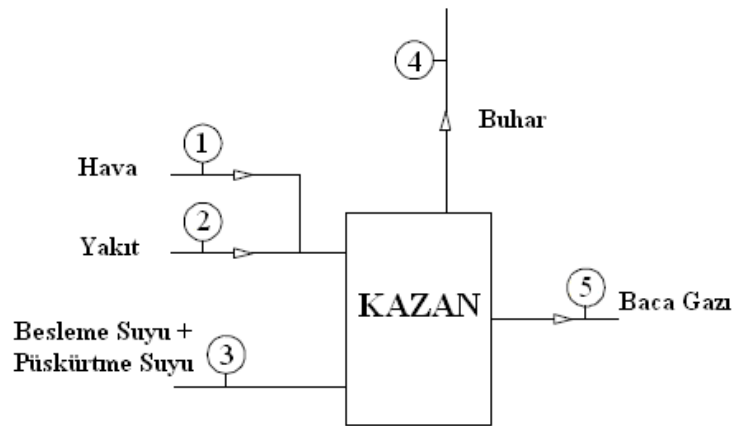 4
Buhar
1
Hava
2
Yakıt
KAZAN
5
Baca Gazı
Besleme Suyu +
Püskürtme Suyu
3